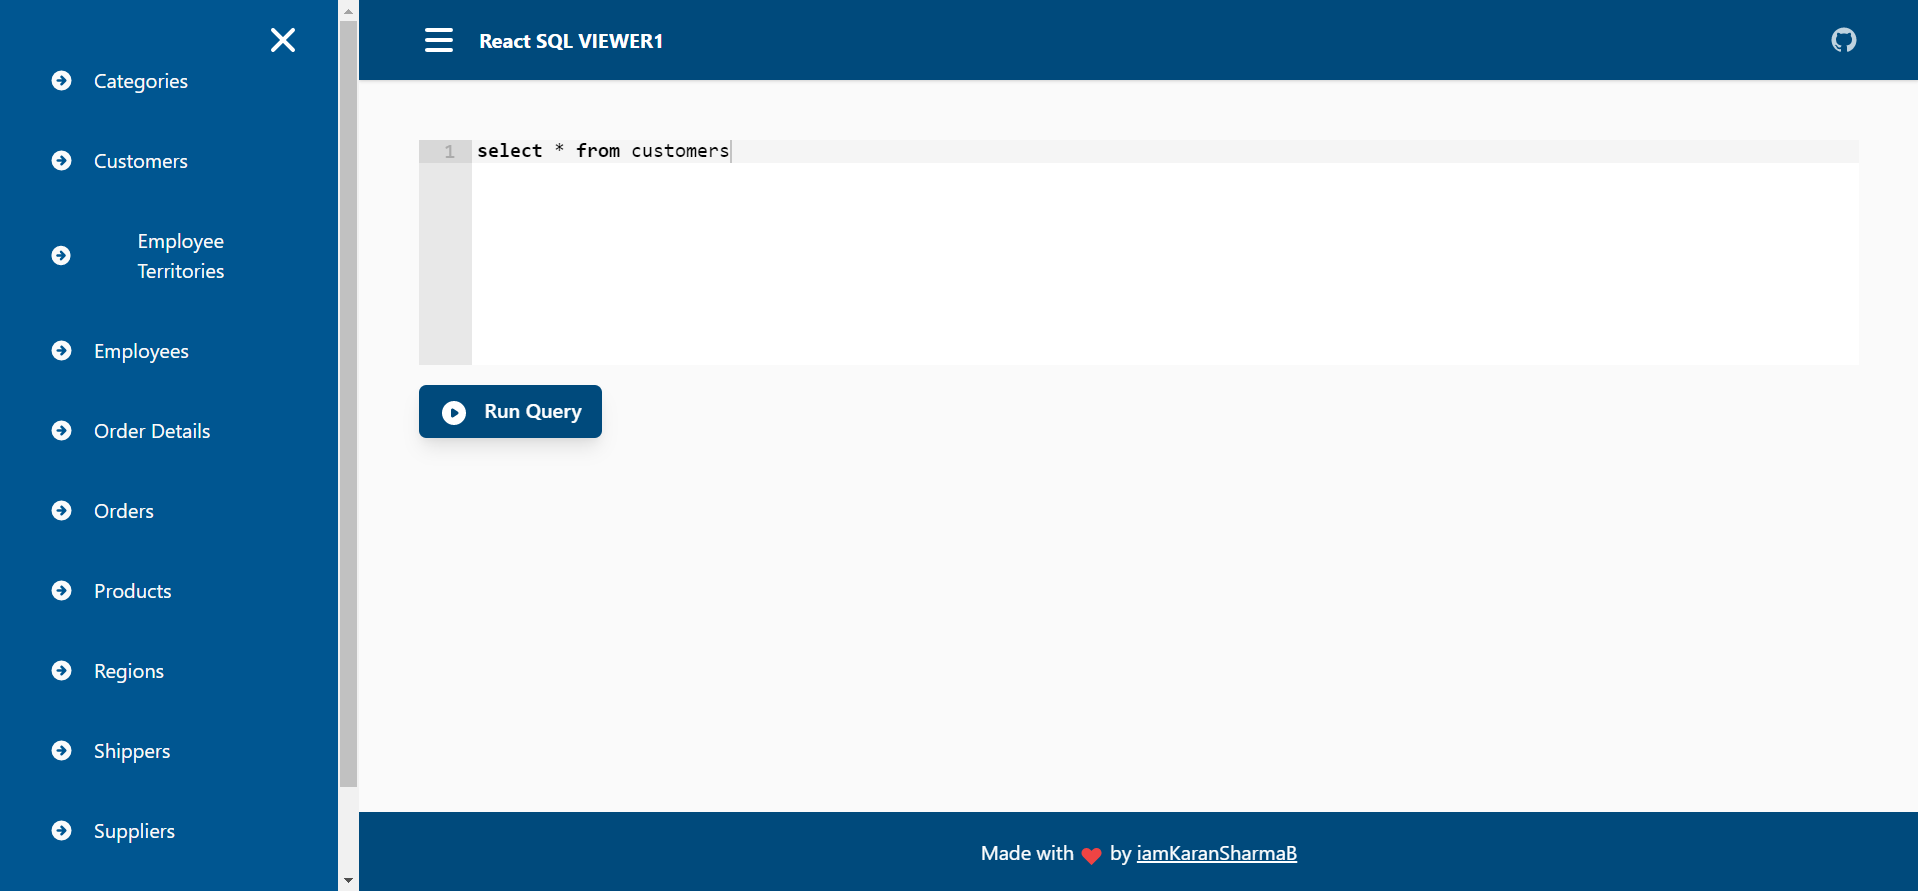 Categories
Customers
Employee
Territories
Employees
Order Details
Orders
Products
Regions
Shippers
Suppliers
React SQL VIEWER1
1
select * from customers
Run Query
Made with ❤ by iamKaranSharmaB